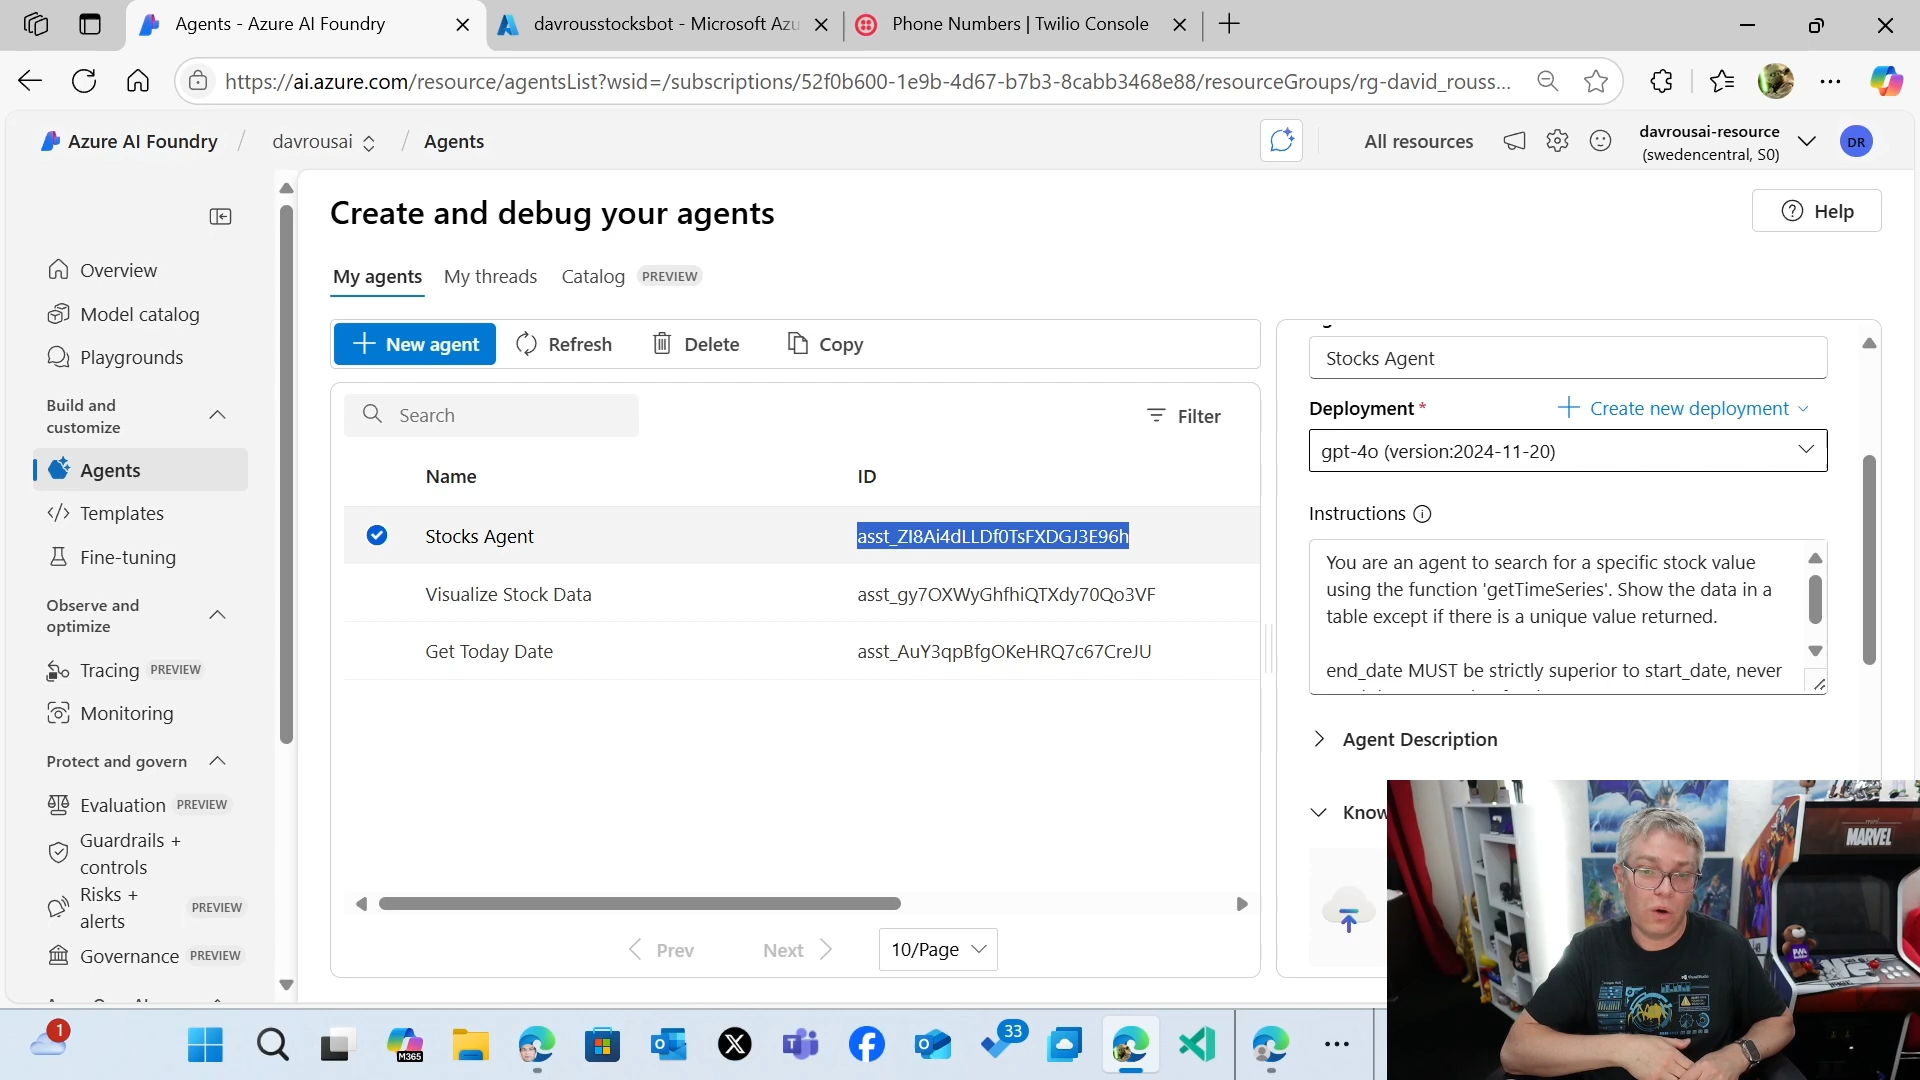 Agents - Azure AI Foundry
davrousstocksbot - Microsoft Azu
Phone Numbers | Twilio Console
https://ai.azure.com/resource/agentsList?wsid=/subscriptions/52f0b600-1e9b-4d67-b7b3-8cabb3468e88/resourceGroups/rg-david_rouss...
Azure AI Foundry / davrousai / Agents
All resources
davrousai-resource
(swedencentral, S0)
DR
Create and debug your agents
Help
Overview
Model catalog
Playgrounds
Build and
customize
Agents
Templates
Fine-tuning
Observe and
optimize
Tracing PREVIEW
Monitoring
Protect and govern
Evaluation PREVIEW
Guardrails +
controls
Risks +
alerts PREVIEW
Governance PREVIEW
My agents My threads Catalog PREVIEW
New agent Refresh Delete Copy
Search Filter
Name ID
Stocks Agent asst_ZI8Ai4dLLDf0TsFXDGJ3E96h
Visualize Stock Data asst_gy7OXWyGhfhiQTXdy70Qo3VF
Get Today Date asst_AuY3qpBfgOKeHRQ7c67CreJU
Prev Next 10/Page
Stocks Agent
Deployment * Create new deployment
gpt-4o (version:2024-11-20)
Instructions
You are an agent to search for a specific stock value
using the function 'getTimeSeries'. Show the data in a
table except if there is a unique value returned.
end_date MUST be strictly superior to start_date, never
Agent Description
Know
MARVEL
1
M365
33